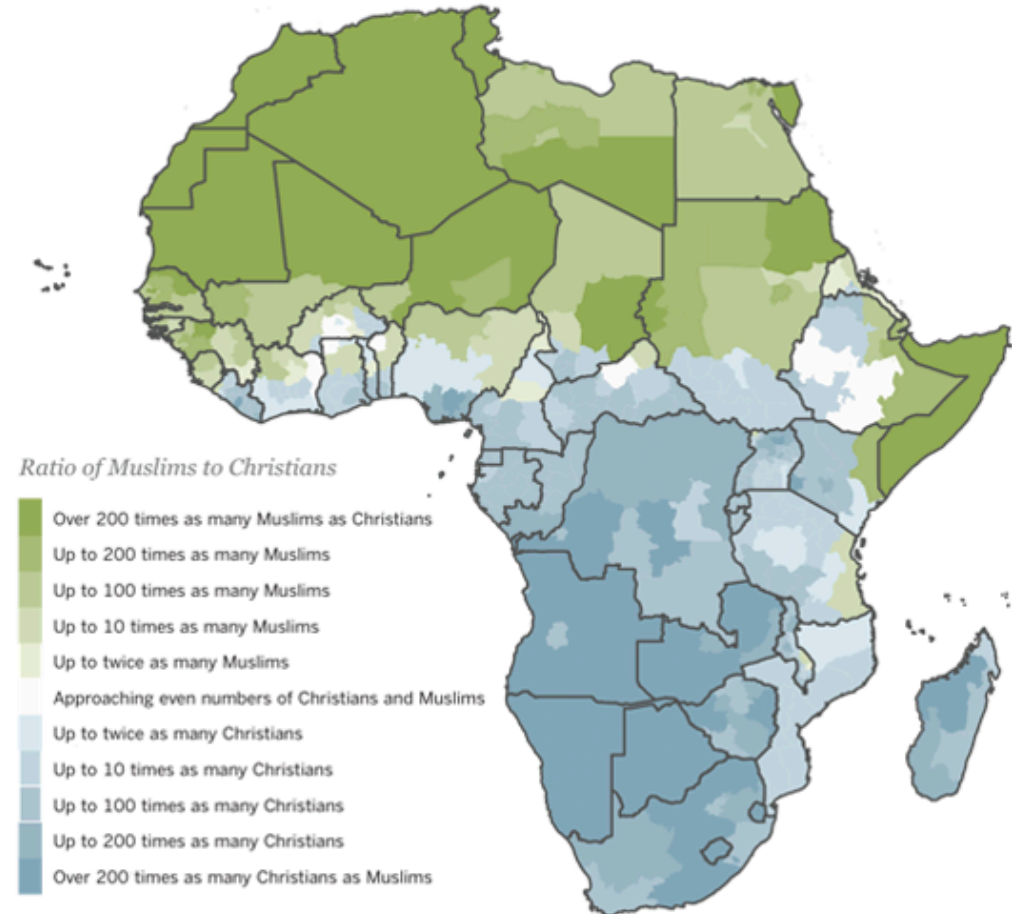 Ratio of Muslims to Christians
Over 200 times as many Muslims as Christians
Up to 200 times as many Muslims
Up to 100 times as many Muslims
Up to 10 times as many Muslims
Up to twice as many Muslims
Approaching even numbers of Christians and Muslims
Up to twice as many Christians
Up to 10 times as many Christians
Up to 100 times as many Christians
Up to 200 times as many Christians
Over 200 times as many Christians as Muslims